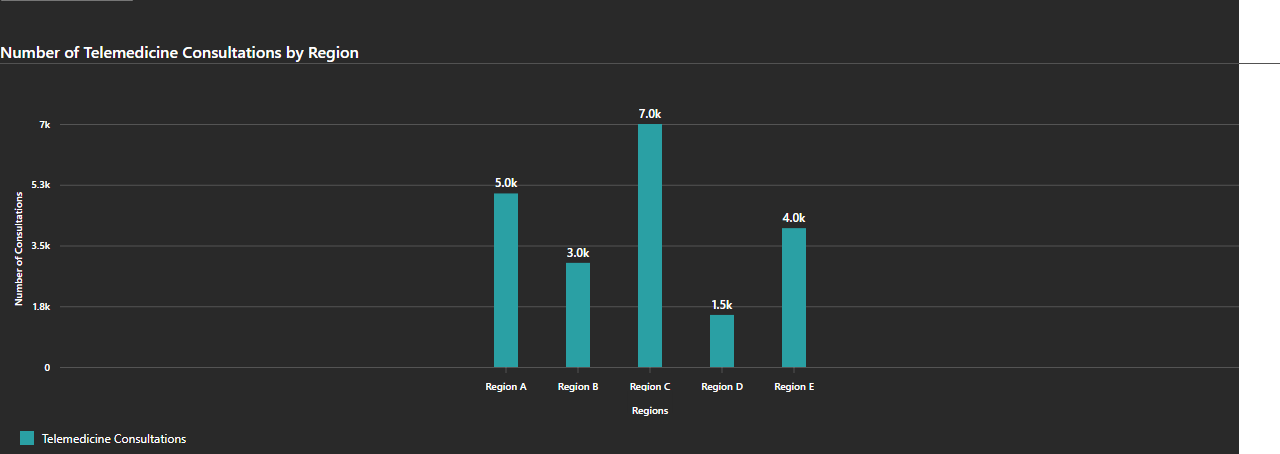 Number of Telemedicine Consultations by Region
Number of Consultations
7k
5.3k
3.5k
1.8k
0
5.0k
3.0k
7.0k
1.5k
4.0k
Region A
Region B
Region C
Region D
Region E
Regions
Telemedicine Consultations